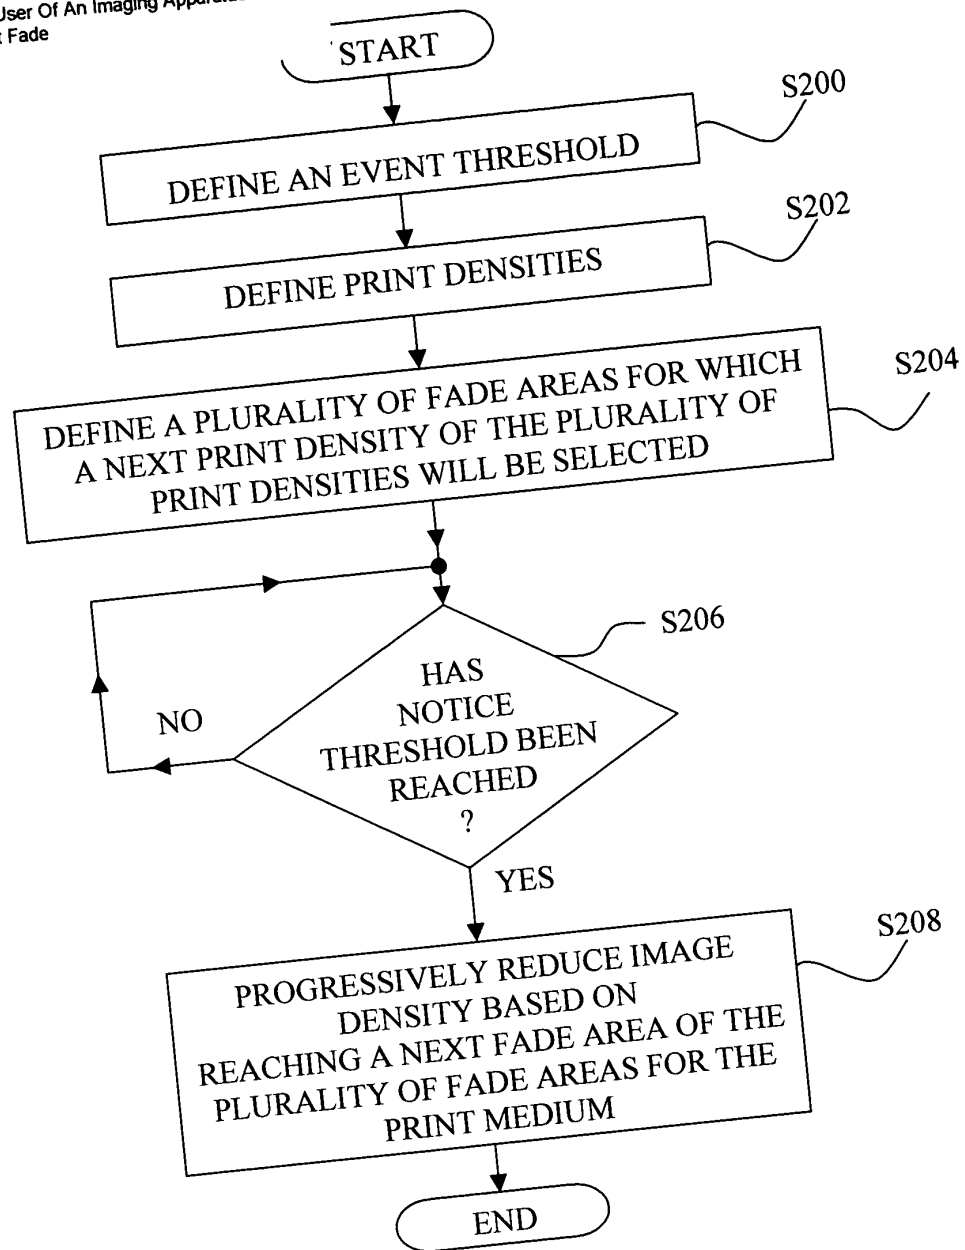 User Of An Imaging Apparatus
Fade
START
S200
DEFINE AN EVENT THRESHOLD
S202
DEFINE PRINT DENSITIES
S204
DEFINE A PLURALITY OF FADE AREAS FOR WHICH
A NEXT PRINT DENSITY OF THE PLURALITY OF
PRINT DENSITIES WILL BE SELECTED
S206
HAS
NOTICE
THRESHOLD BEEN
REACHED
?
NO
YES
S208
PROGRESSIVELY REDUCE IMAGE
DENSITY BASED ON
REACHING A NEXT FADE AREA OF THE
PLURALITY OF FADE AREAS FOR THE
PRINT MEDIUM
END